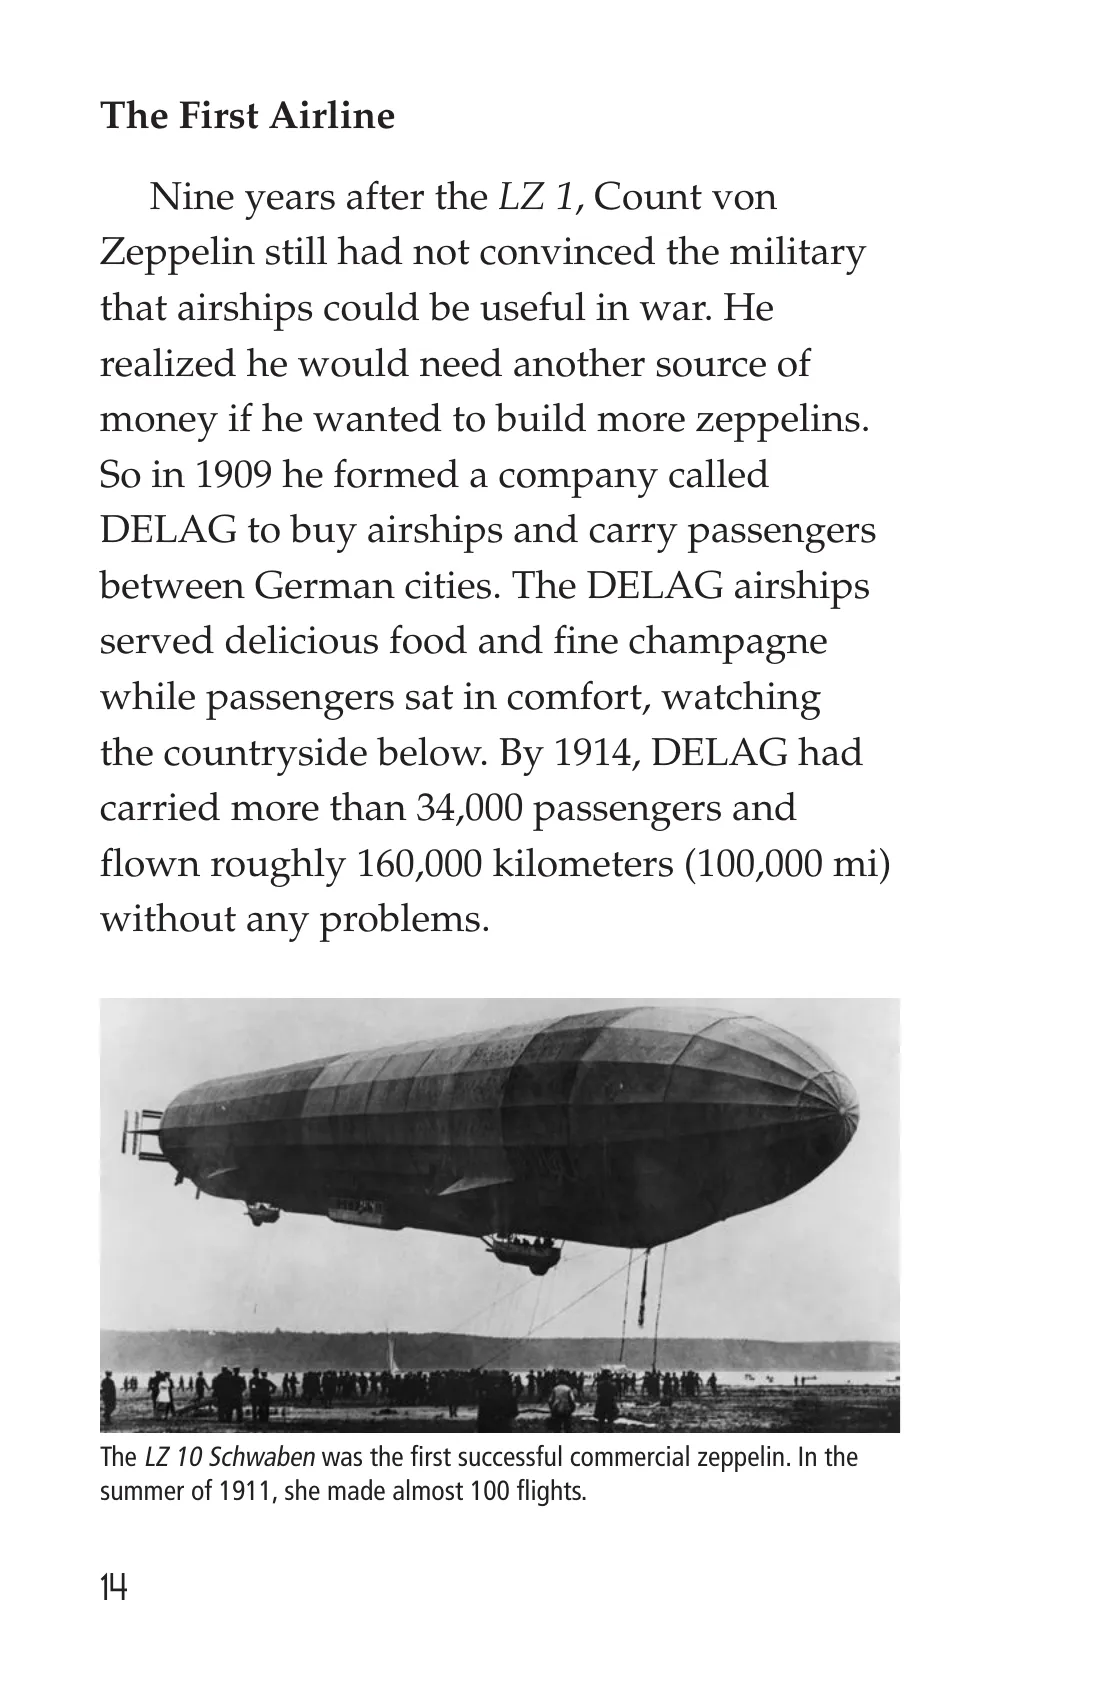 The First Airline
Nine years after the LZ 1, Count von
Zeppelin still had not convinced the military
that airships could be useful in war. He
realized he would need another source of
money if he wanted to build more zeppelins.
So in 1909 he formed a company called
DELAG to buy airships and carry passengers
between German cities. The DELAG airships
served delicious food and fine champagne
while passengers sat in comfort, watching
the countryside below. By 1914, DELAG had
carried more than 34,000 passengers and
flown roughly 160,000 kilometers (100,000 mi)
without any problems.
The LZ 10 Schwaben was the first successful commercial zeppelin. In the
summer of 1911, she made almost 100 flights.
14